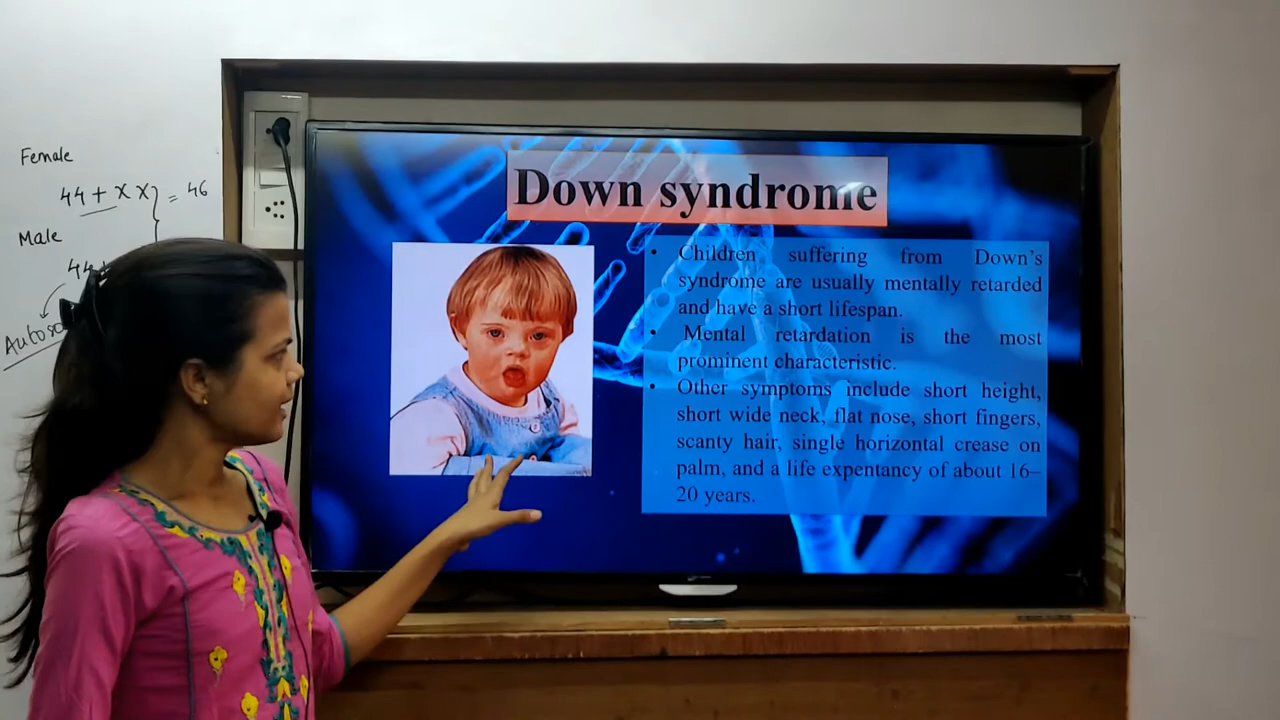 Female
44 + X X } = 46
Male
44+
Down syndrome
• Children suffering from Down's
syndrome are usually mentally retarded
and have a short lifespan.
• Mental retardation is the most
prominent characteristic.
• Other symptoms include short height,
short wide neck, flat nose, short fingers,
scanty hair, single horizontal crease on
palm, and a life expentancy of about 16–
20 years.